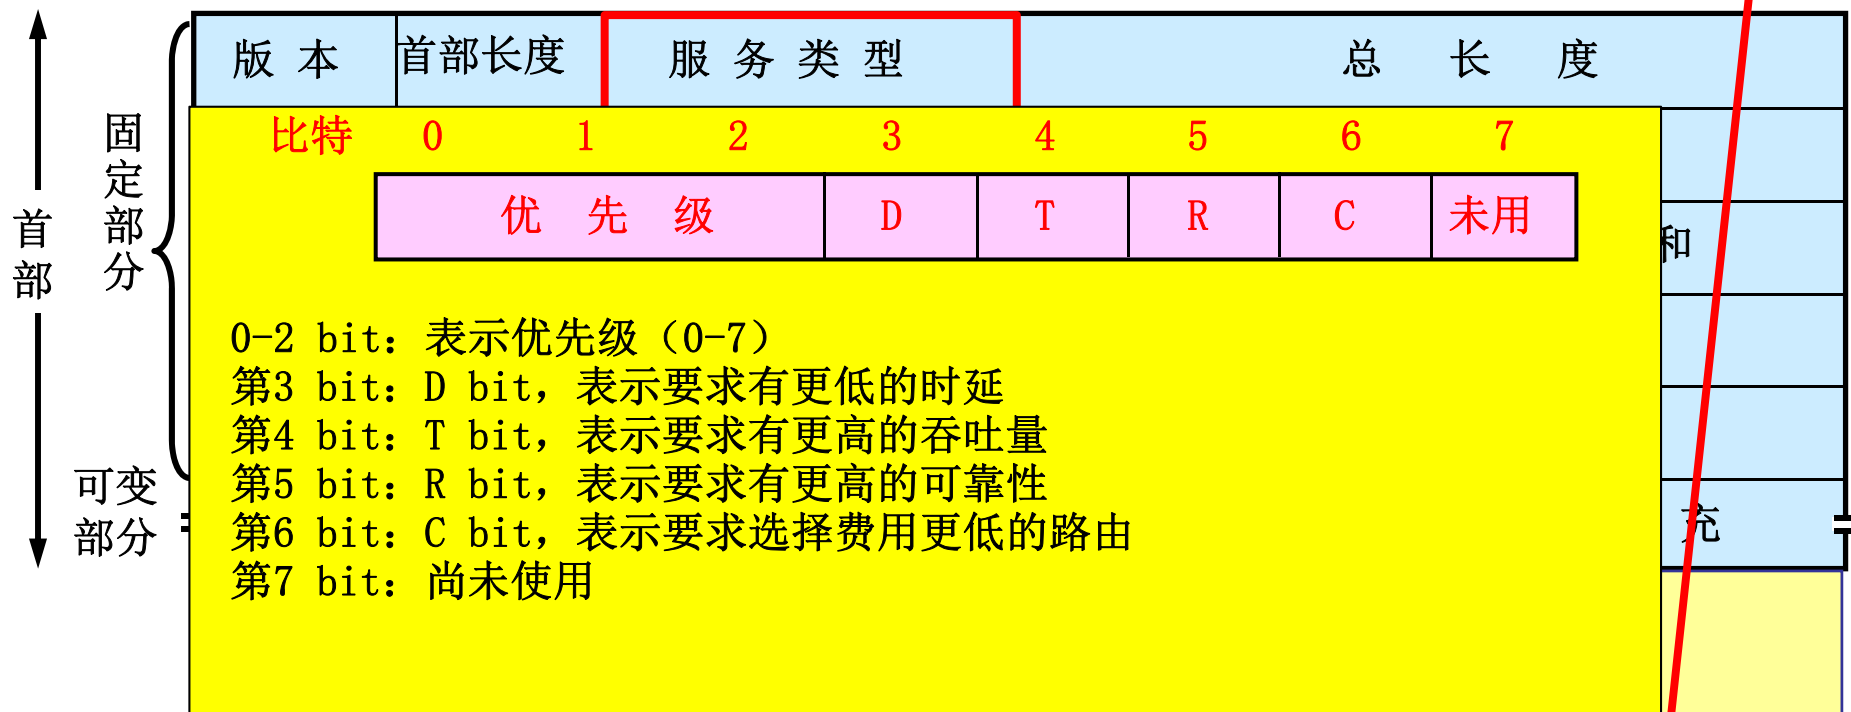 版 本 首部长度 服 务 类 型 总 长 度
比特 0 1 2 3 4 5 6 7
优 先 级 D T R C 未用
固定部分
首部
和
0-2 bit：表示优先级（0-7）
第3 bit：D bit，表示要求有更低的时延
第4 bit：T bit，表示要求有更高的吞吐量
第5 bit：R bit，表示要求有更高的可靠性
可变
部分
第6 bit：C bit，表示要求选择费用更低的路由
充
第7 bit：尚未使用